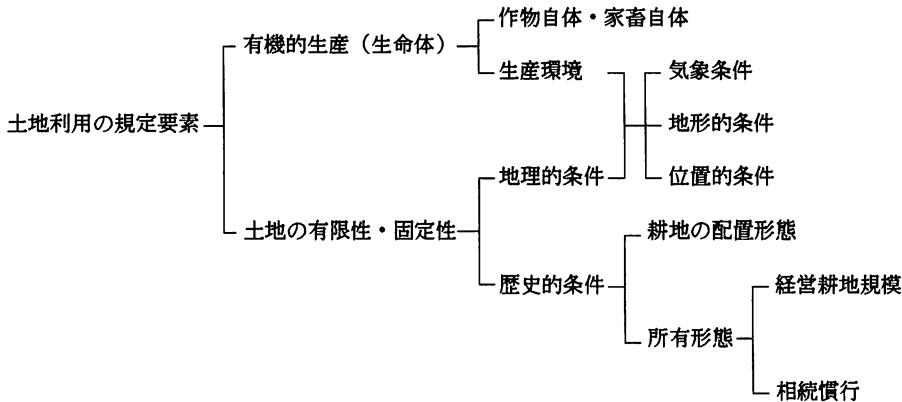 土地利用の規定要素
有機的生産（生命体）
作物自体・家畜自体
生産環境
気象条件
地形的条件
位置的条件
土地の有限性・固定性
地理的条件
歴史的条件
耕地の配置形態
所有形態
経営耕地規模
相続慣行